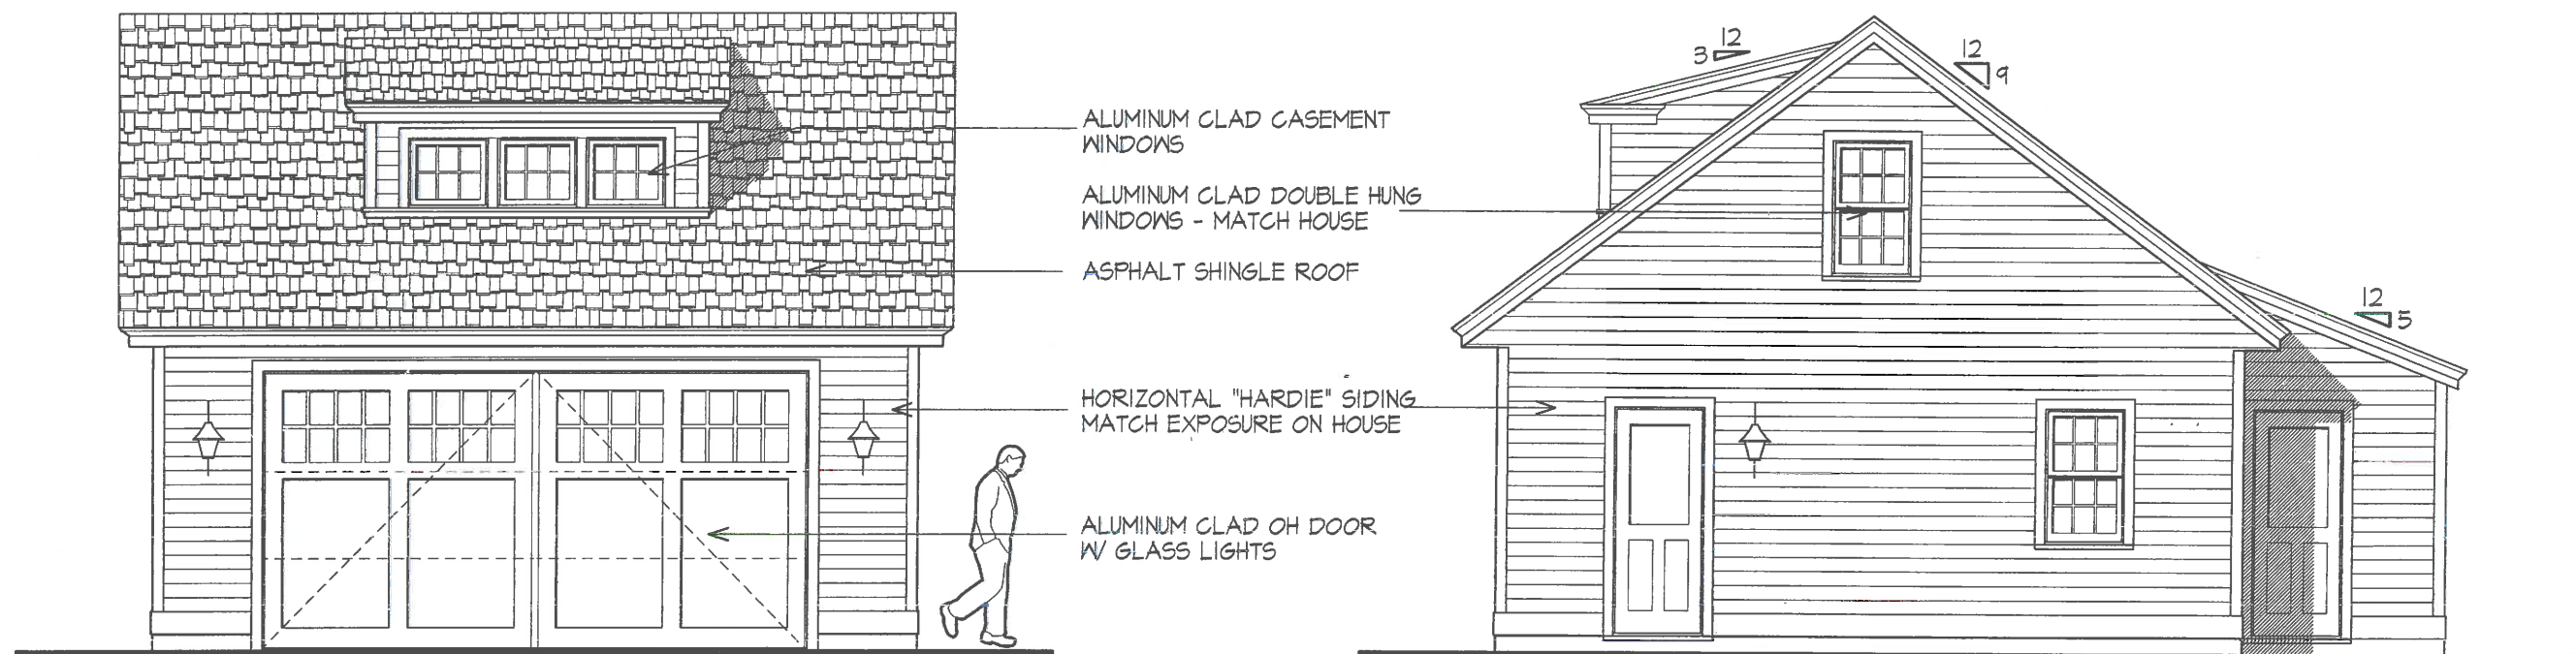 ALUMINUM CLAD CASEMENT
WINDOWS
ALUMINUM CLAD DOUBLE HUNG
WINDOWS - MATCH HOUSE
ASPHALT SHINGLE ROOF
HORIZONTAL "HARDIE" SIDING
MATCH EXPOSURE ON HOUSE
ALUMINUM CLAD OH DOOR
W/ GLASS LIGHTS
12
3
12
9
12
5